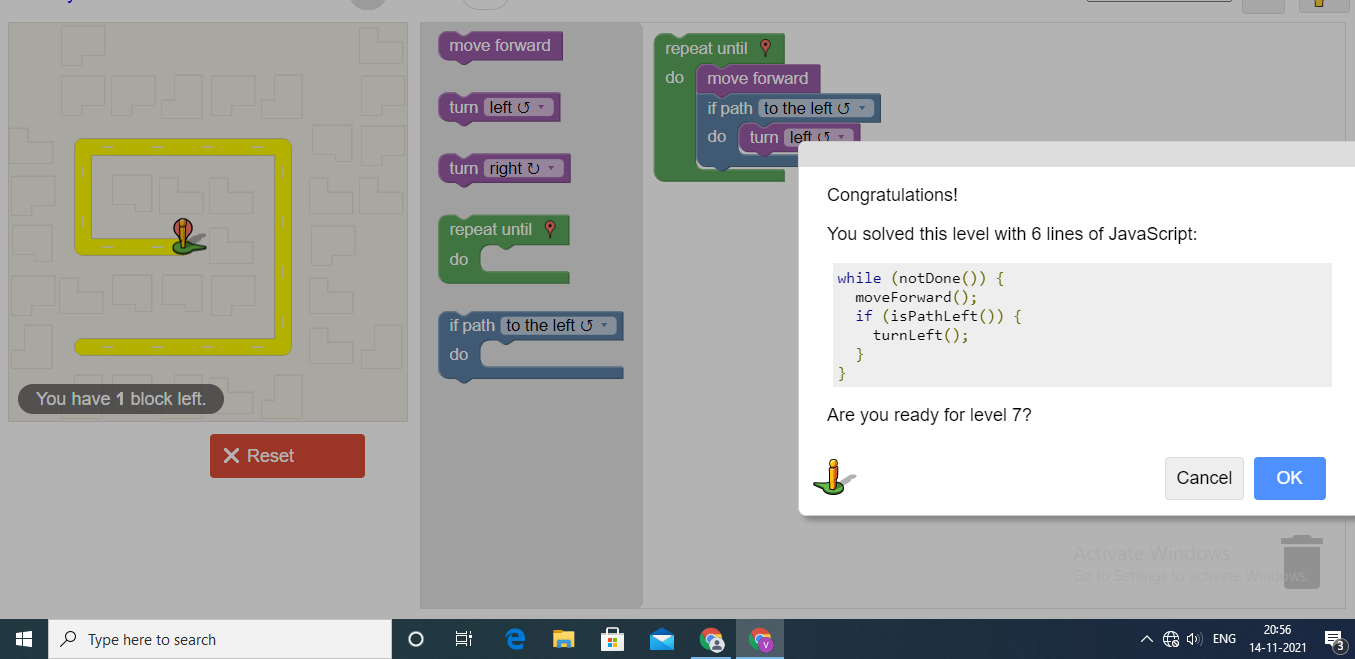 You have 1 block left.
Reset
move forward
turn left ↺
turn right ↻
repeat until
do
if path to the left ↺
do
repeat until
do
move forward
if path to the left ↺
do
turn left ↺
Congratulations!
You solved this level with 6 lines of JavaScript:
while (notDone()) {
  moveForward();
  if (isPathLeft()) {
    turnLeft();
  }
}
Are you ready for level 7?
Cancel
OK
Activate Windows
Go to Settings to activate Windows.
Type here to search
V
ENG
20:56
14-11-2021
3